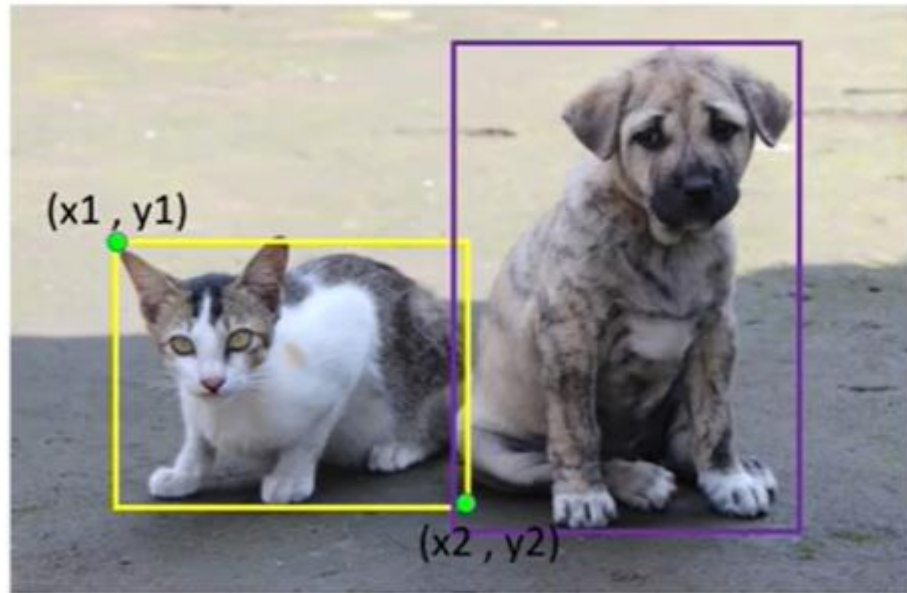 (x1 , y1)
(x2 , y2)